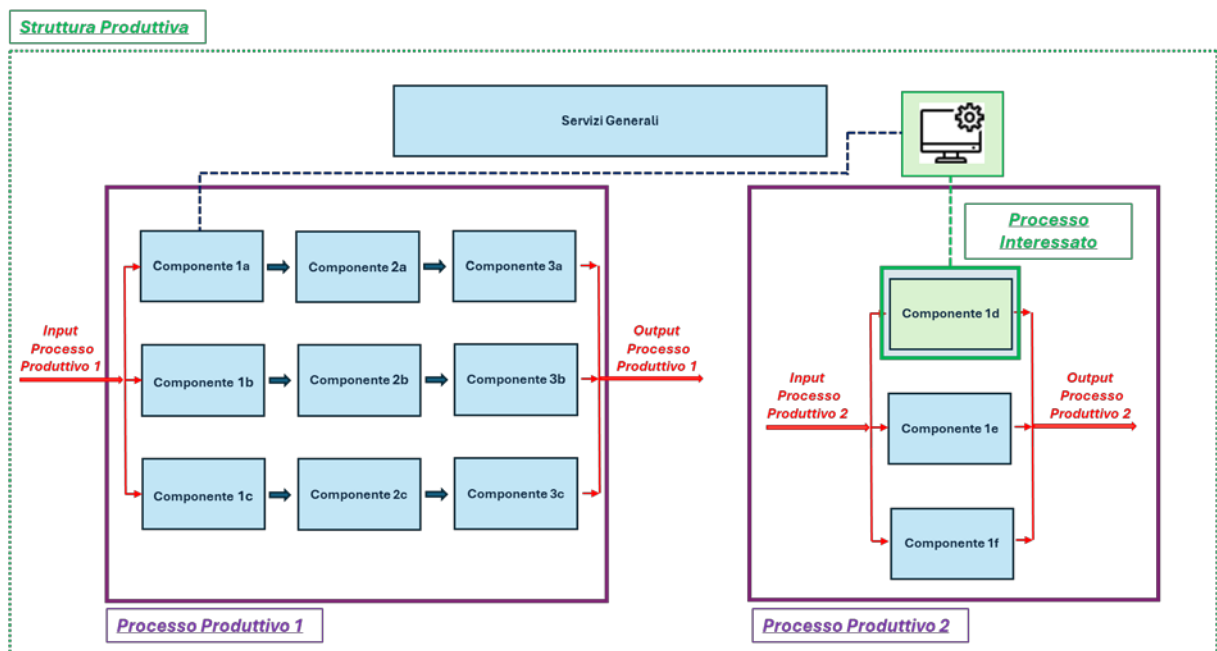 Struttura Produttiva
Servizi Generali
Processo
Interessato
Componente 1a
Componente 2a
Componente 3a
Componente 1d
Input
Processo
Produttivo 1
Output
Processo
Produttivo 1
Componente 1b
Componente 2b
Componente 3b
Input
Processo
Produttivo 2
Output
Processo
Produttivo 2
Componente 1e
Componente 1c
Componente 2c
Componente 3c
Componente 1f
Processo Produttivo 1
Processo Produttivo 2